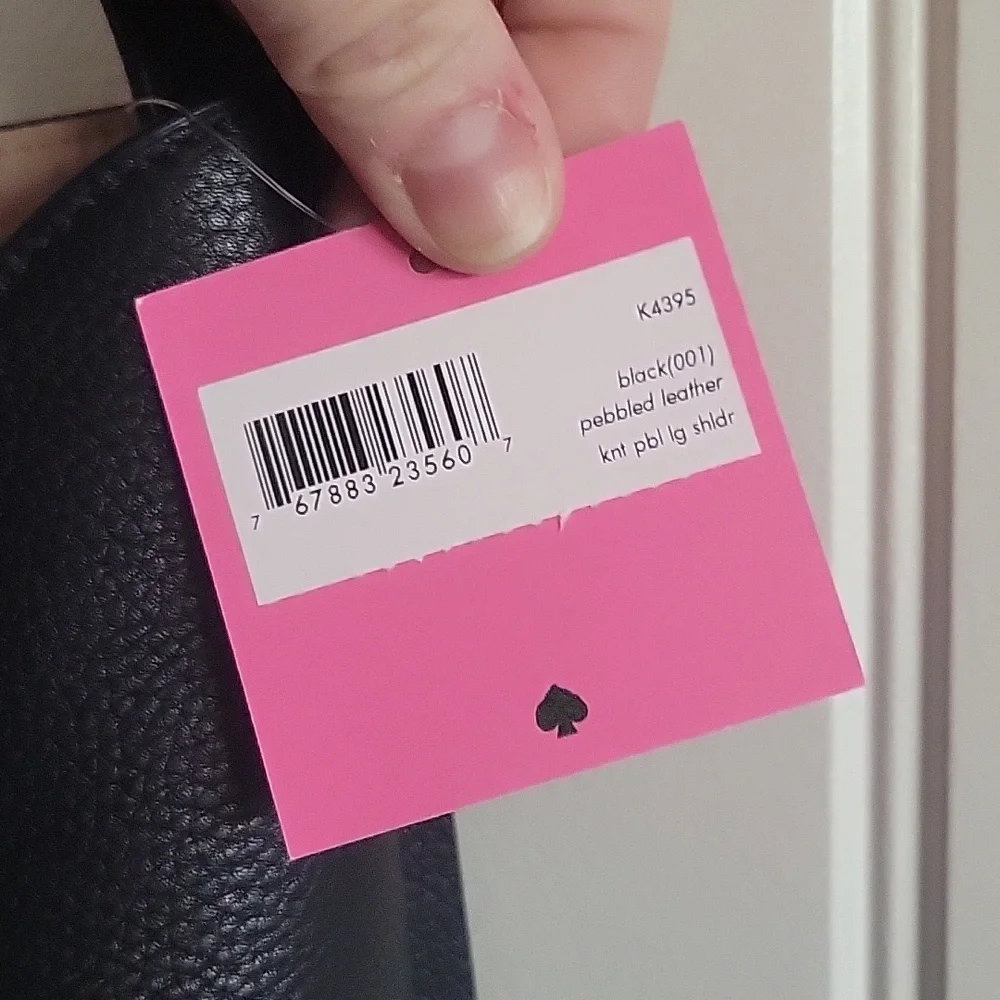 K4395
black(001)
pebbled leather
knt pbl lg shldr
7 67883 23560 7